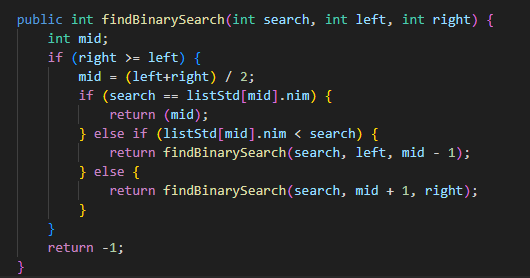 public int findBinarySearch(int search, int left, int right) {
    int mid;
    if (right >= left) {
        mid = (left+right) / 2;
        if (search == listStd[mid].nim) {
            return (mid);
        } else if (listStd[mid].nim < search) {
            return findBinarySearch(search, left, mid - 1);
        } else {
            return findBinarySearch(search, mid + 1, right);
        }
    }
    return -1;
}